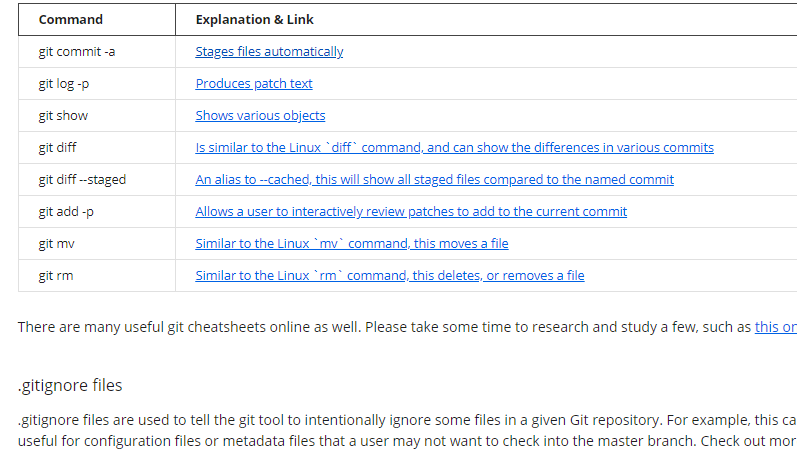 Command Explanation & Link
git commit -a Stages files automatically
git log -p Produces patch text
git show Shows various objects
git diff Is similar to the Linux `diff` command, and can show the differences in various commits
git diff --staged An alias to --cached, this will show all staged files compared to the named commit
git add -p Allows a user to interactively review patches to add to the current commit
git mv Similar to the Linux `mv` command, this moves a file
git rm Similar to the Linux `rm` command, this deletes, or removes a file
There are many useful git cheatsheets online as well. Please take some time to research and study a few, such as this
.gitignore files
.gitignore files are used to tell the git tool to intentionally ignore some files in a given Git repository. For example, this
useful for configuration files or metadata files that a user may not want to check into the master branch. Check out